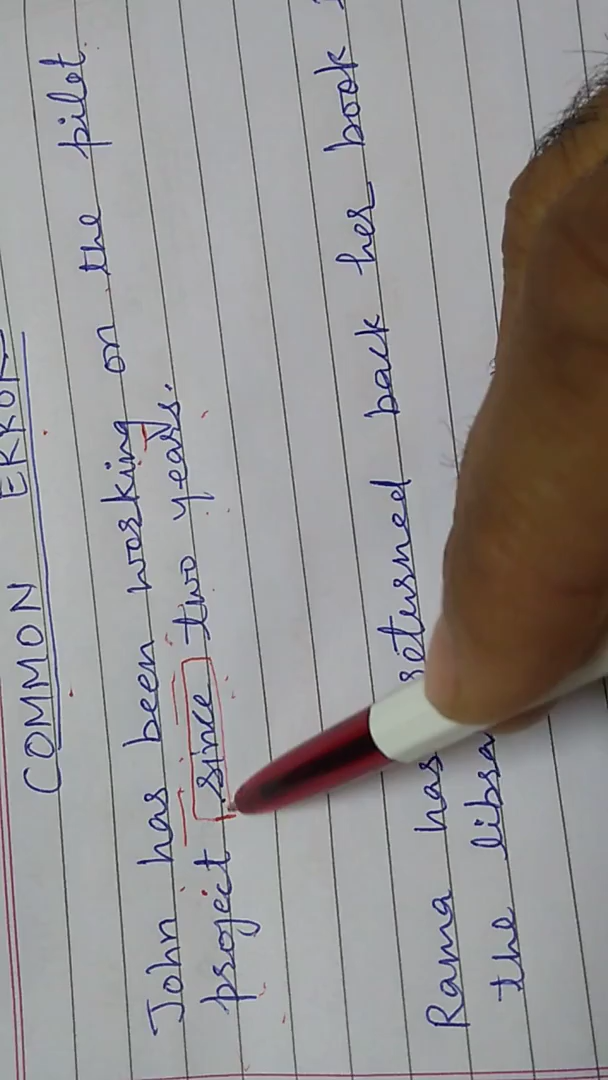 COMMON ERROR
John has been working on the pilot
project since two years.
Rama has returned back her book
the